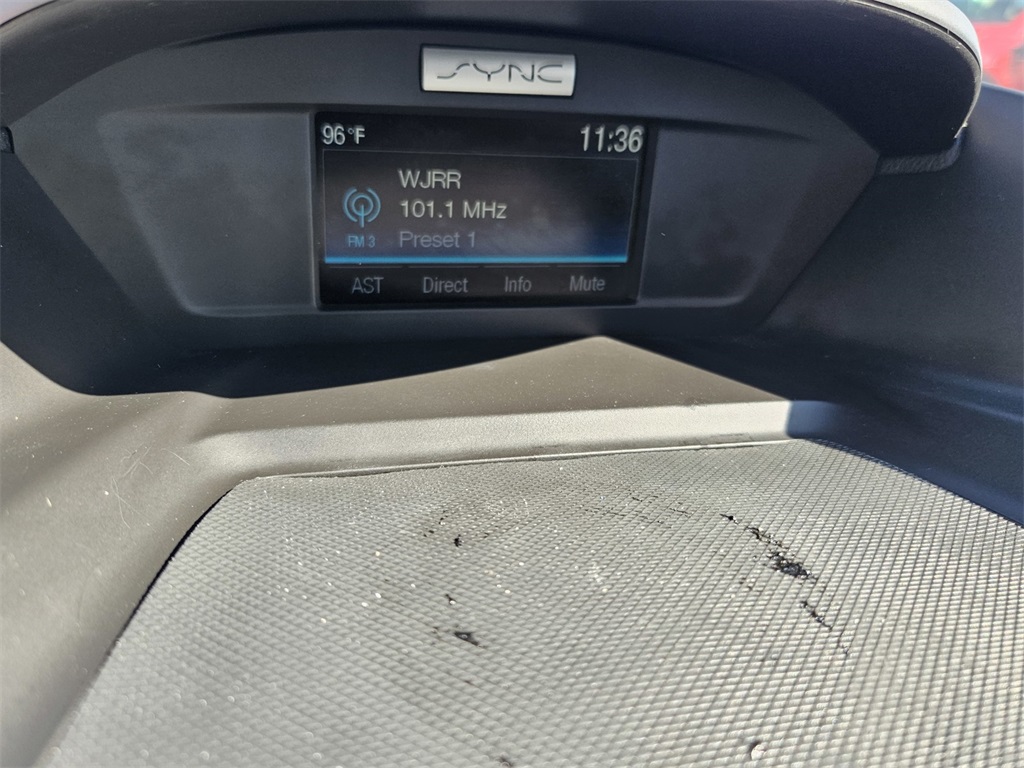 SYNC
96°F 11:36
WJRR
101.1 MHz
FM 3 Preset 1
AST Direct Info Mute